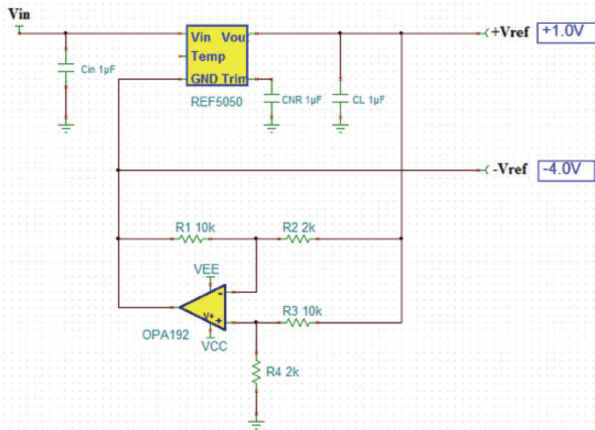 Vin
Vin Vout
+Vref +1.0V
Temp
Cin 1µF
GND Trim
CNR 1µF
CL 1µF
REF5050
-Vref -4.0V
R1 10k
R2 2k
VEE
-
R3 10k
V+ +
OPA192
VCC
R4 2k